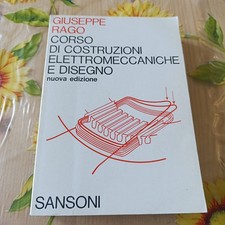 GIUSEPPE
RAGO
CORSO
DI COSTRUZIONI
ELETTROMECCANICHE
E DISEGNO
nuova edizione
SANSONI